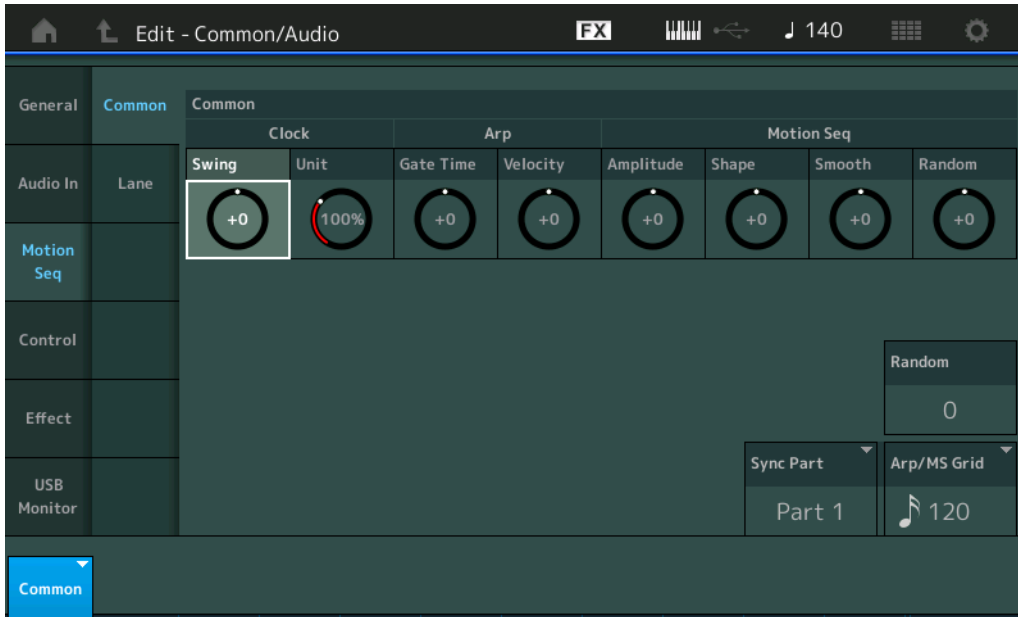 Edit - Common/Audio
FX
140
General
Common
Common
Clock
Arp
Motion Seq
Swing
Unit
Gate Time
Velocity
Amplitude
Shape
Smooth
Random
+0
100%
+0
+0
+0
+0
+0
+0
Audio In
Lane
Motion
Seq
Control
Random
0
Effect
Sync Part
Arp/MS Grid
USB
Monitor
Part 1
120
Common